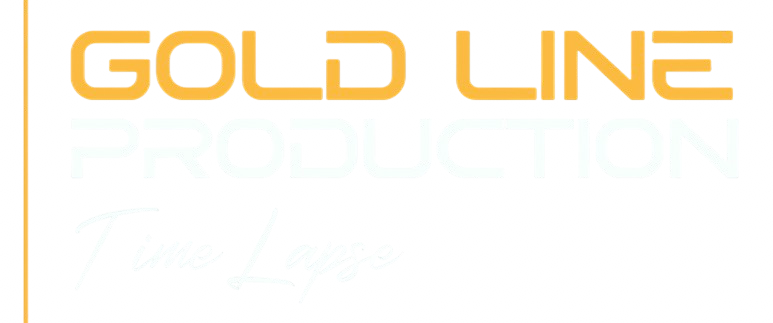 GOLD LINE
PRODUCTION
Time Lapse